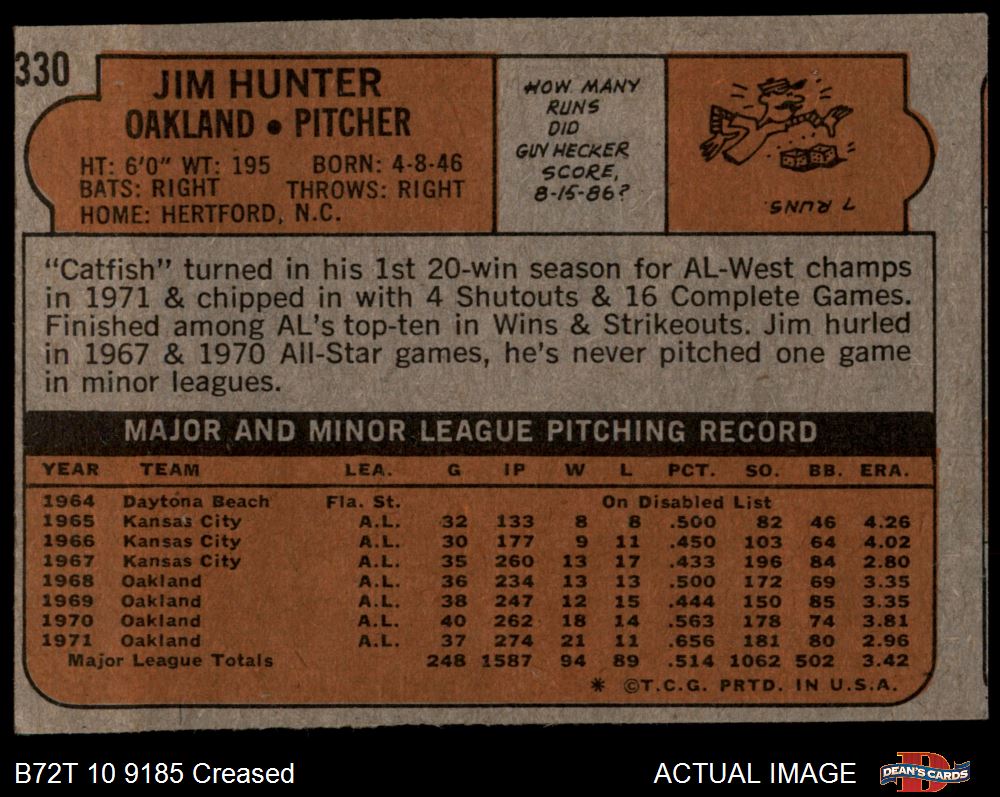 330
JIM HUNTER
OAKLAND • PITCHER
HT: 6'0" WT: 195 BORN: 4-8-46
BATS: RIGHT THROWS: RIGHT
HOME: HERTFORD, N.C.
HOW MANY
RUNS
DID
GUY HECKER
SCORE,
8-15-86?
7 RUNS.
"Catfish" turned in his 1st 20-win season for AL-West champs
in 1971 & chipped in with 4 Shutouts & 16 Complete Games.
Finished among AL's top-ten in Wins & Strikeouts. Jim hurled
in 1967 & 1970 All-Star games, he's never pitched one game
in minor leagues.
MAJOR AND MINOR LEAGUE PITCHING RECORD
YEAR TEAM LEA. G IP W L PCT. SO. BB. ERA.
1964 Daytona Beach Fla. St. On Disabled List
1965 Kansas City A.L. 32 133 8 8 .500 82 46 4.26
1966 Kansas City A.L. 30 177 9 11 .450 103 64 4.02
1967 Kansas City A.L. 35 260 13 17 .433 196 84 2.80
1968 Oakland A.L. 36 234 13 13 .500 172 69 3.35
1969 Oakland A.L. 38 247 12 15 .444 150 85 3.35
1970 Oakland A.L. 40 262 18 14 .563 178 74 3.81
1971 Oakland A.L. 37 274 21 11 .656 181 80 2.96
Major League Totals 248 1587 94 89 .514 1062 502 3.42
* ©T.C.G. PRTD. IN U.S.A.
B72T 10 9185 Creased
ACTUAL IMAGE
DEAN'S CARDS